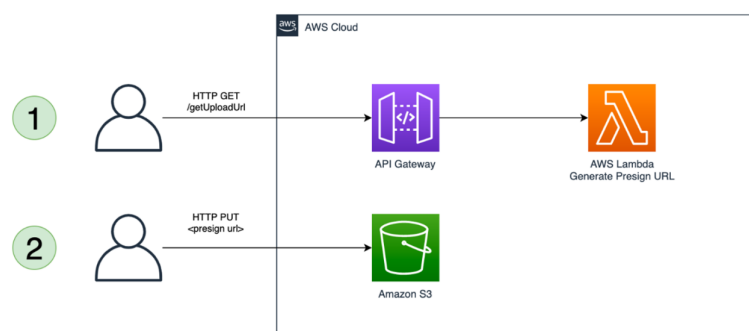 aws
AWS Cloud
1
HTTP GET
/getUploadUrl
</>
API Gateway
AWS Lambda
Generate Presign URL
2
HTTP PUT
<presign url>
Amazon S3